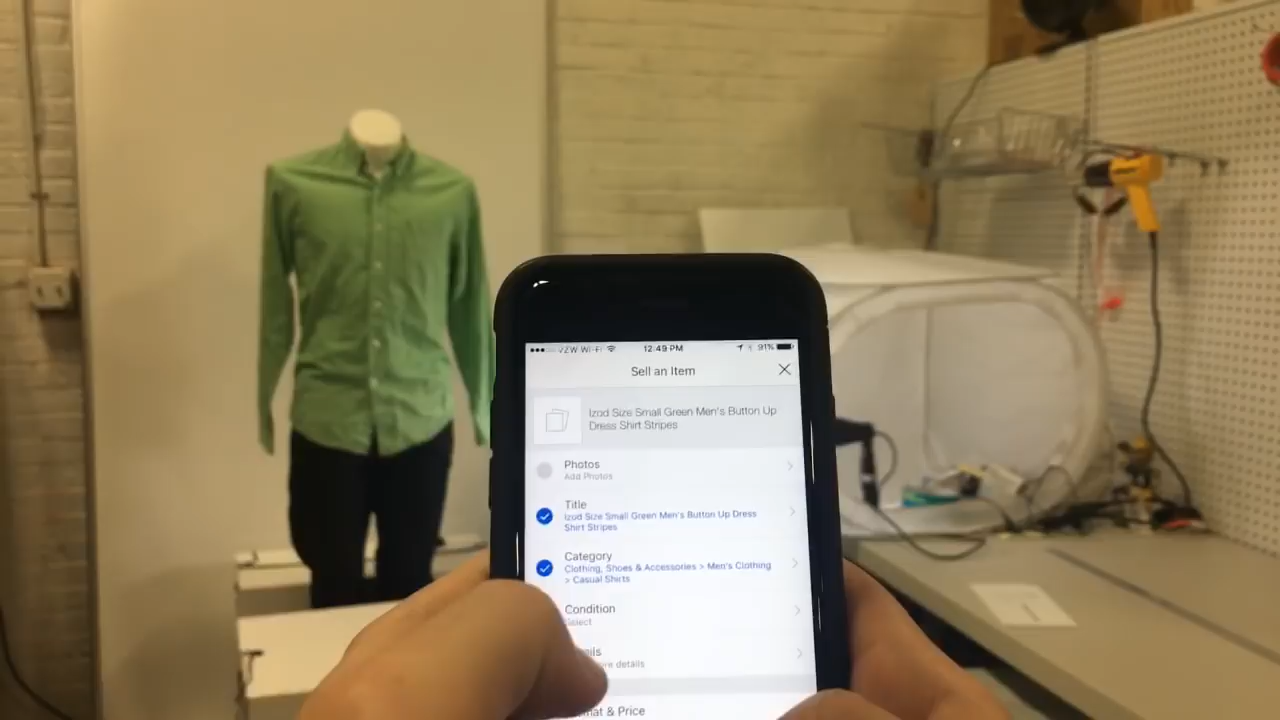 VZW Wi-Fi 12:49 PM 91%
Sell an Item
Izod Size Small Green Men's Button Up
Dress Shirt Stripes
Photos
Add Photos
Title
Izod Size Small Green Men's Button Up Dress
Shirt Stripes
Category
Clothing, Shoes & Accessories > Men's Clothing
> Casual Shirts
Condition
Select
details
& Price